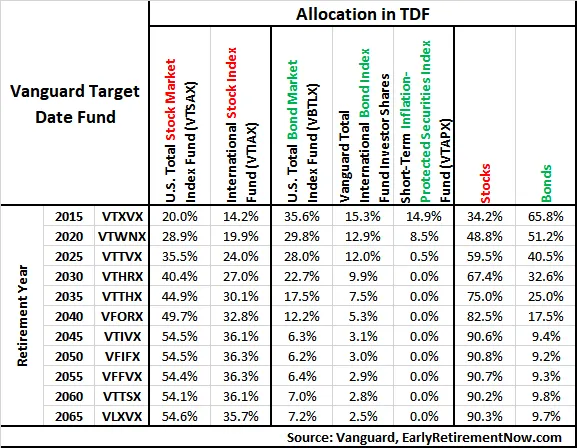 Allocation in TDF
Vanguard Target
Date Fund
U.S. Total Stock Market
Index Fund (VTSAX)
International Stock Index
Fund (VTIAX)
U.S. Total Bond Market
Index Fund (VBTLX)
Vanguard Total
International Bond Index
Fund Investor Shares
Short-Term Inflation-
Protected Securities Index
Fund (VTAPX)
Stocks
Bonds
Retirement Year
2015 VTXVX 20.0% 14.2% 35.6% 15.3% 14.9% 34.2% 65.8%
2020 VTWNX 28.9% 19.9% 29.8% 12.9% 8.5% 48.8% 51.2%
2025 VTTVX 35.5% 24.0% 28.0% 12.0% 0.5% 59.5% 40.5%
2030 VTHRX 40.4% 27.0% 22.7% 9.9% 0.0% 67.4% 32.6%
2035 VTTHX 44.9% 30.1% 17.5% 7.5% 0.0% 75.0% 25.0%
2040 VFORX 49.7% 32.8% 12.2% 5.3% 0.0% 82.5% 17.5%
2045 VTIVX 54.5% 36.1% 6.3% 3.1% 0.0% 90.6% 9.4%
2050 VFIFX 54.5% 36.3% 6.2% 3.0% 0.0% 90.8% 9.2%
2055 VFFVX 54.4% 36.3% 6.4% 2.9% 0.0% 90.7% 9.3%
2060 VTTSX 54.1% 36.1% 7.0% 2.8% 0.0% 90.2% 9.8%
2065 VLXVX 54.6% 35.7% 7.2% 2.5% 0.0% 90.3% 9.7%
Source: Vanguard, EarlyRetirementNow.com